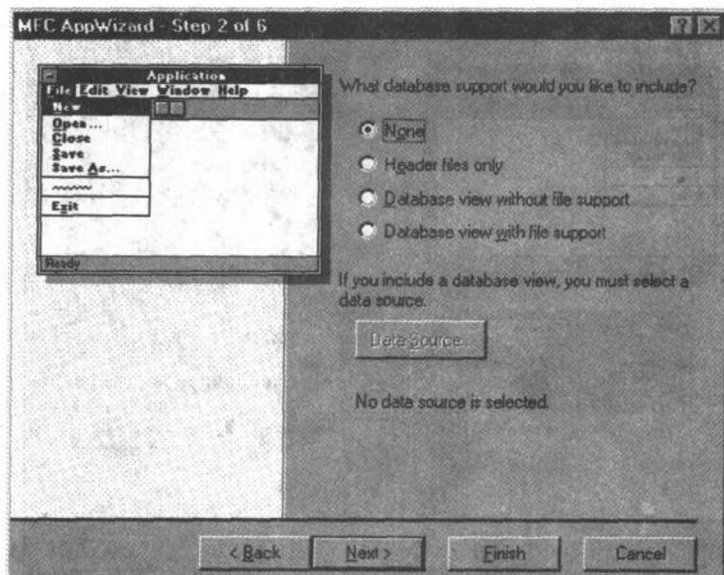 MFC AppWizard - Step 2 of 6
Application
File Edit View Window Help
New
Open...
Close
Save
Save As...
Exit
Ready
What database support would you like to include?
None
Header files only
Database view without file support
Database view with file support
If you include a database view, you must select a
data source.
Data Source...
No data source is selected.
< Back
Next >
Finish
Cancel